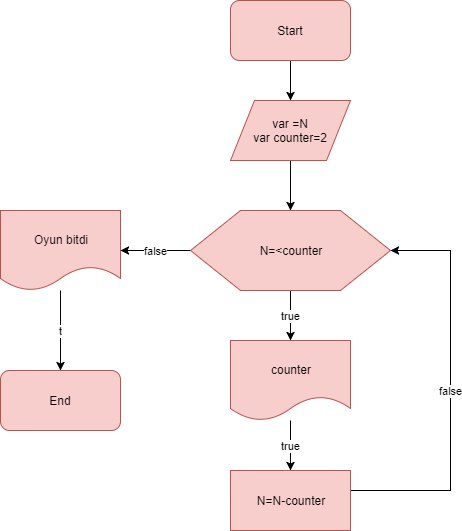 Start
var =N
var counter=2
N=<counter
false
Oyun bitdi
t
End
true
counter
true
N=N-counter
false